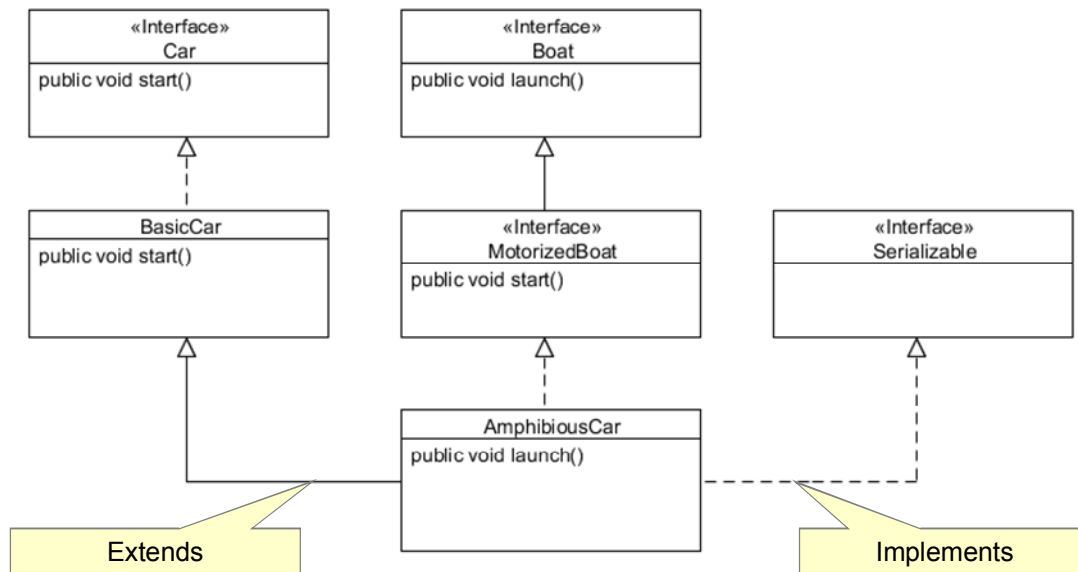 «Interface»
Car
public void start()
«Interface»
Boat
public void launch()
BasicCar
public void start()
«Interface»
MotorizedBoat
public void start()
«Interface»
Serializable
AmphibiousCar
public void launch()
Extends
Implements